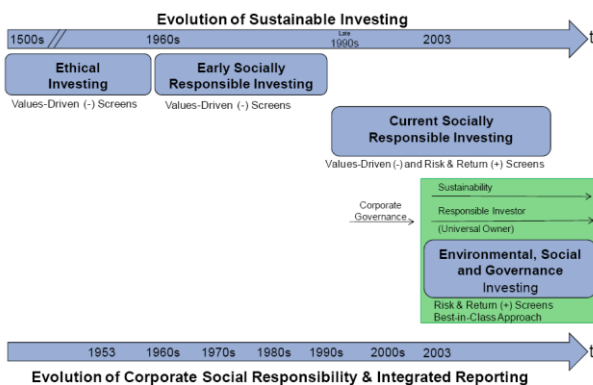 Evolution of Sustainable Investing
1500s
1960s
Late
1990s
2003
t
Ethical
Investing
Early Socially
Responsible Investing
Values-Driven (-) Screens
Values-Driven (-) Screens
Current Socially
Responsible Investing
Values-Driven (-) and Risk & Return (+) Screens
Sustainability
Corporate
Governance
Responsible Investor
(Universal Owner)
Environmental, Social
and Governance
Investing
Risk & Return (+) Screens
Best-in-Class Approach
1953
1960s
1970s
1980s
1990s
2000s
2003
t
Evolution of Corporate Social Responsibility & Integrated Reporting